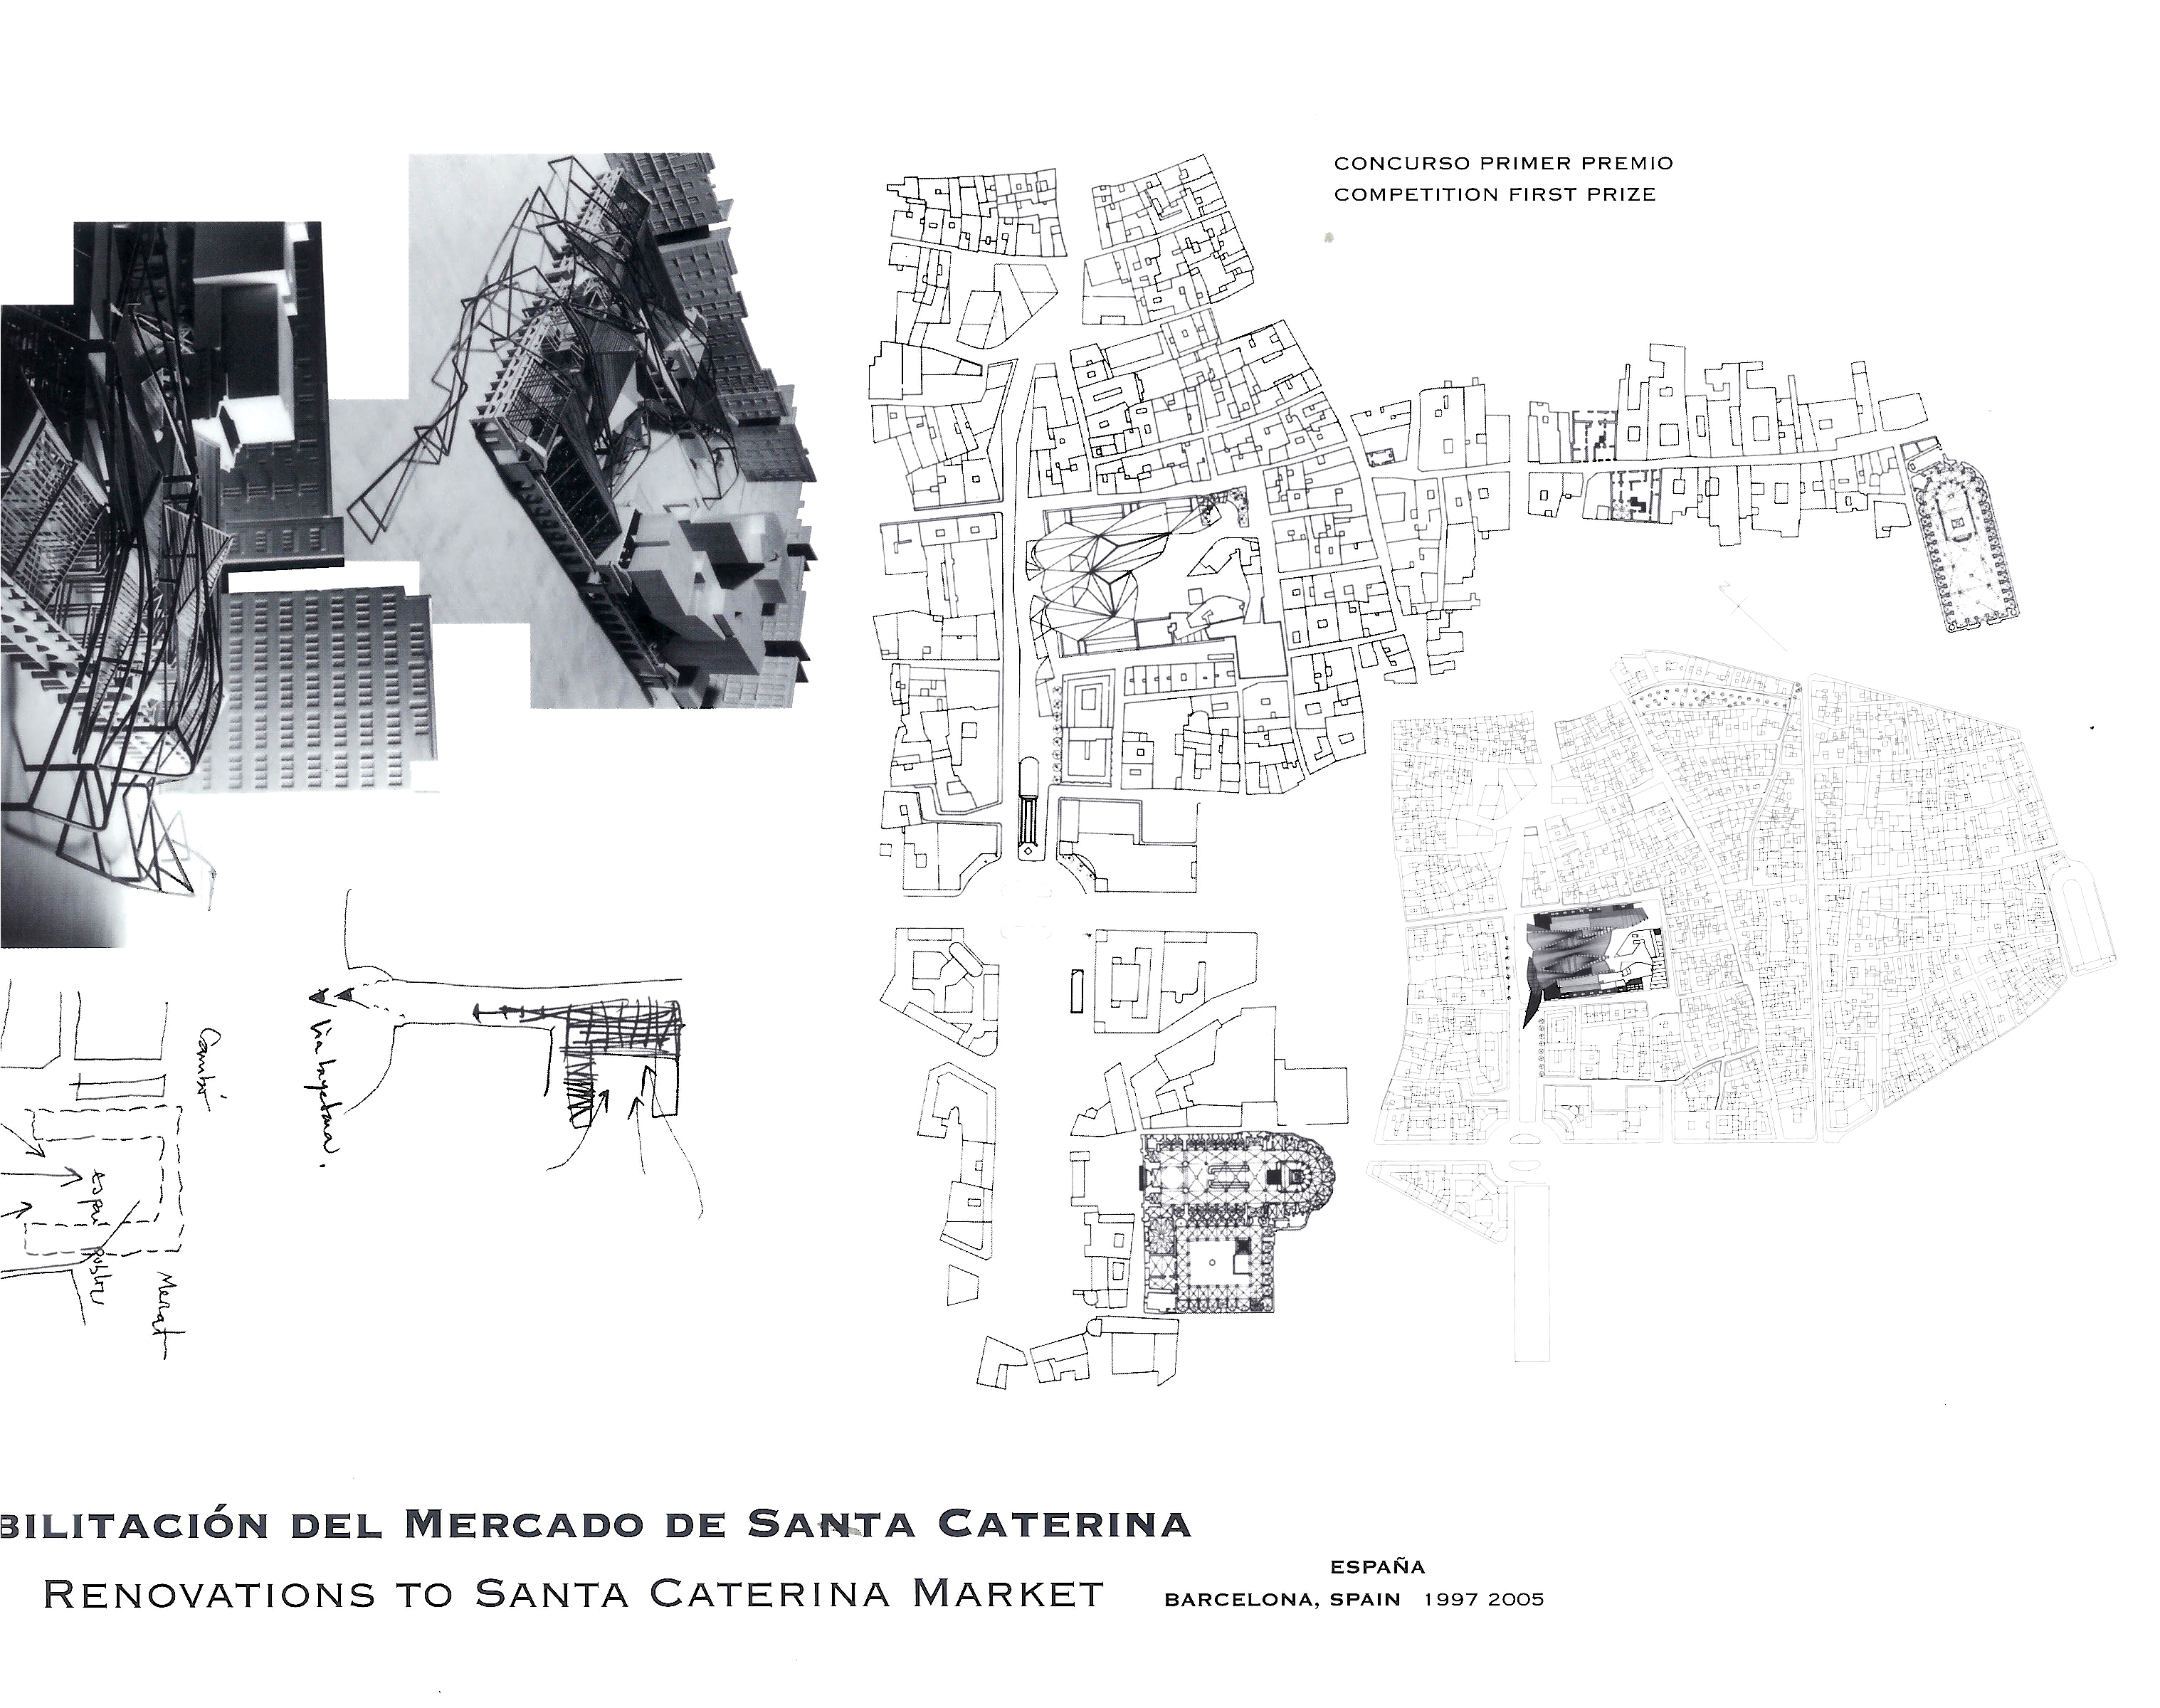 CONCURSO PRIMER PREMIO
COMPETITION FIRST PRIZE
Cambó
Via Layetana.
espai
públic
Mercat
BILITACIÓN DEL MERCADO DE SANTA CATERINA
RENOVATIONS TO SANTA CATERINA MARKET
ESPAÑA
BARCELONA, SPAIN 1997 2005